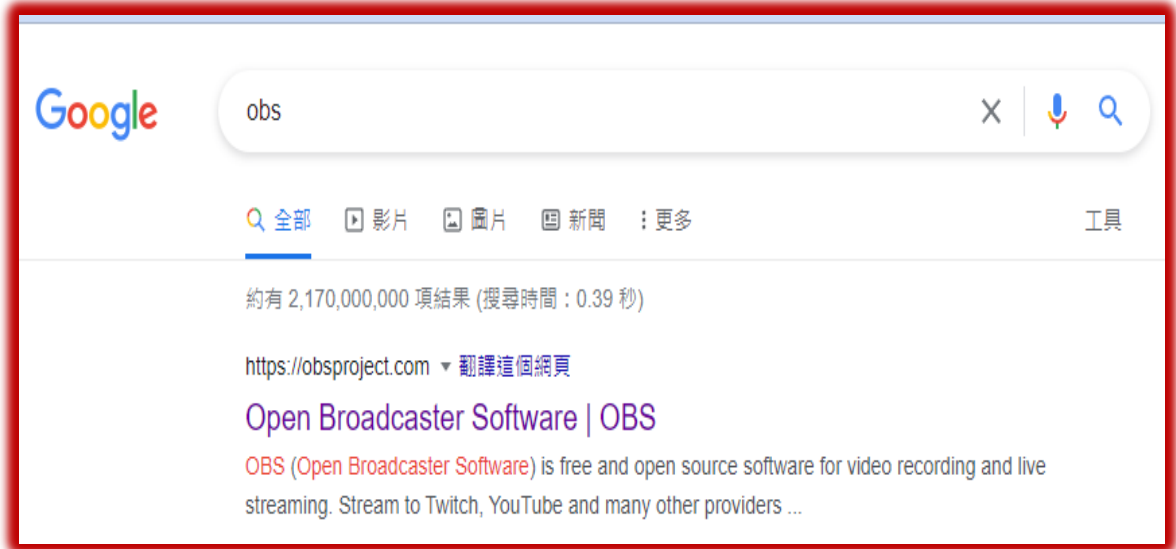 Google
obs
全部 影片 圖片 新聞 更多 工具
約有 2,170,000,000 項結果 (搜尋時間：0.39 秒)
https://obsproject.com 翻譯這個網頁
Open Broadcaster Software | OBS
OBS (Open Broadcaster Software) is free and open source software for video recording and live
streaming. Stream to Twitch, YouTube and many other providers ...